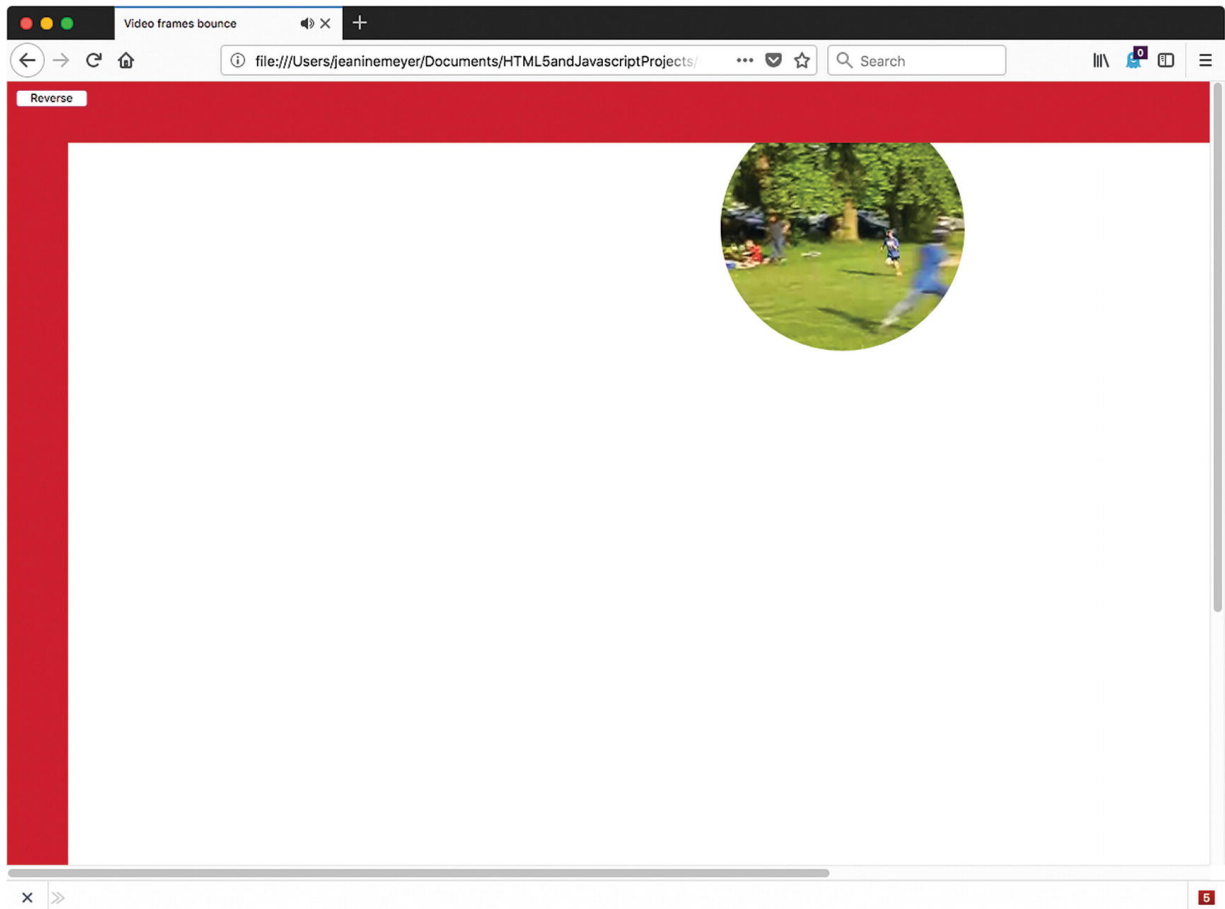 Video frames bounce
file:///Users/jeaninemeyer/Documents/HTML5andJavascriptProjects/
Search
0
Reverse
5